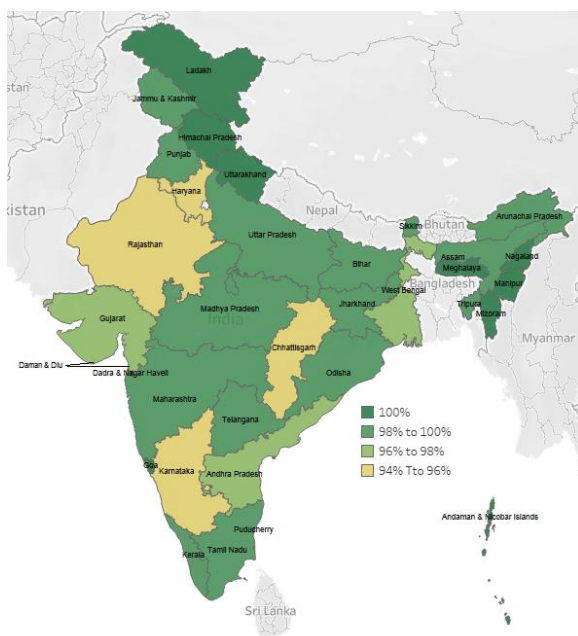 Ladakh
stan
Jammu & Kashmir
Himachal Pradesh
Punjab
Uttarakhand
Haryana
kistan
Nepal
Bhutan
Arunachal Pradesh
Sikkim
Rajasthan
Uttar Pradesh
Bihar
Assam
Nagaland
Meghalaya
Bangladesh
Manipur
West Bengal
Jharkhand
Tripura
Mizoram
Gujarat
Madhya Pradesh
India
Myanmar
Chhattisgarh
Daman & Diu
Dadra & Nagar Haveli
Odisha
Maharashtra
Telangana
100%
98% to 100%
96% to 98%
94% Tto 96%
Goa
Karnataka
Andhra Pradesh
Andaman & Nicobar Islands
Puducherry
Kerala
Tamil Nadu
Sri Lanka